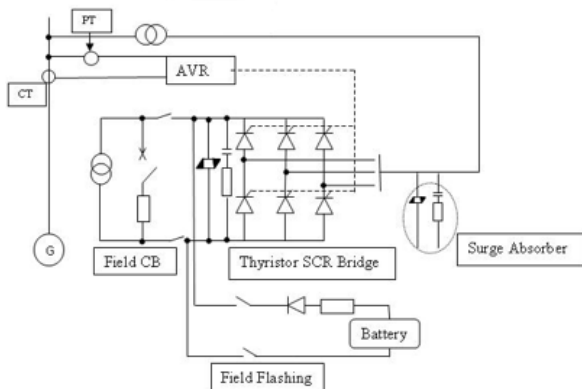 PT
AVR
CT
G
Field CB
Thyristor SCR Bridge
Surge Absorber
Battery
Field Flashing